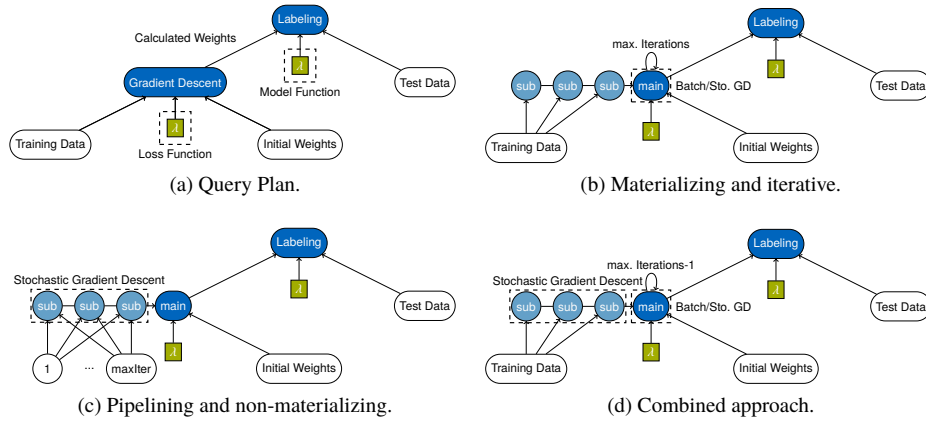 Labeling
Calculated Weights
λ
Gradient Descent
Model Function
Test Data
λ
Training Data
Loss Function
Initial Weights
(a) Query Plan.
Labeling
max. Iterations
λ
sub sub sub main Batch/Sto. GD
Test Data
λ
Training Data
Initial Weights
(b) Materializing and iterative.
Labeling
Stochastic Gradient Descent
λ
sub sub sub main
Test Data
λ
1 ... maxIter
Initial Weights
(c) Pipelining and non-materializing.
Labeling
max. Iterations-1
Stochastic Gradient Descent
λ
sub sub sub main Batch/Sto. GD
Test Data
λ
Training Data
Initial Weights
(d) Combined approach.